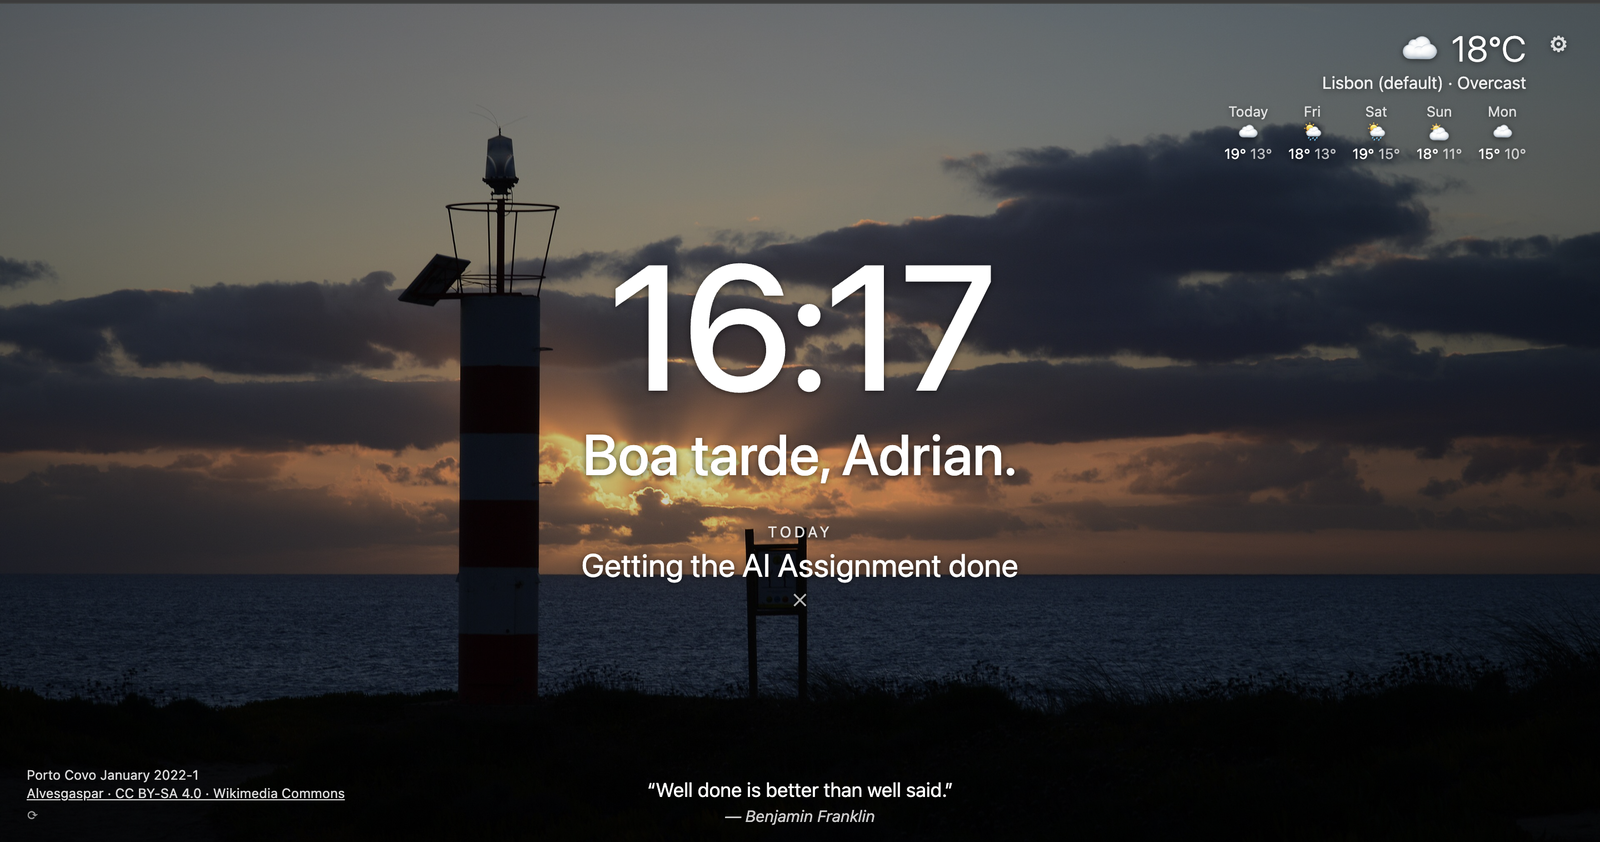 18°C
Lisbon (default) · Overcast
Today Fri Sat Sun Mon
19° 13° 18° 13° 19° 15° 18° 11° 15° 10°
16:17
Boa tarde, Adrian.
TODAY
Getting the AI Assignment done
Porto Covo January 2022-1
Alvesgaspar · CC BY-SA 4.0 · Wikimedia Commons
“Well done is better than well said.”
— Benjamin Franklin